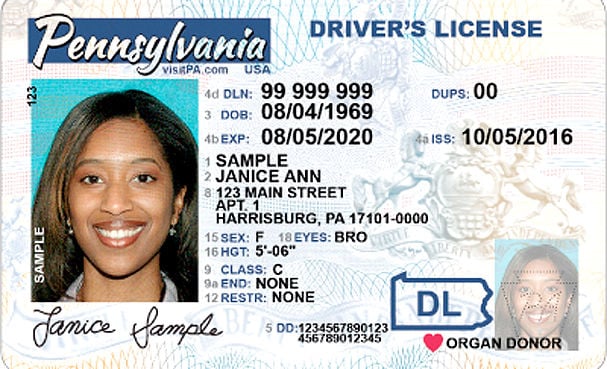 Pennsylvania
visitPA.com USA
DRIVER'S LICENSE
123
SAMPLE
4d DLN: 99 999 999 DUPS: 00
3 DOB: 08/04/1969
4b EXP: 08/05/2020 4a ISS: 10/05/2016
1 SAMPLE
2 JANICE ANN
8 123 MAIN STREET
APT. 1
HARRISBURG, PA 17101-0000
15 SEX: F 18 EYES: BRO
16 HGT: 5'-06"
9 CLASS: C
9a END: NONE
12 RESTR: NONE
DL
Janice Sample
5 DD: 1234567890123
456789012345
ORGAN DONOR